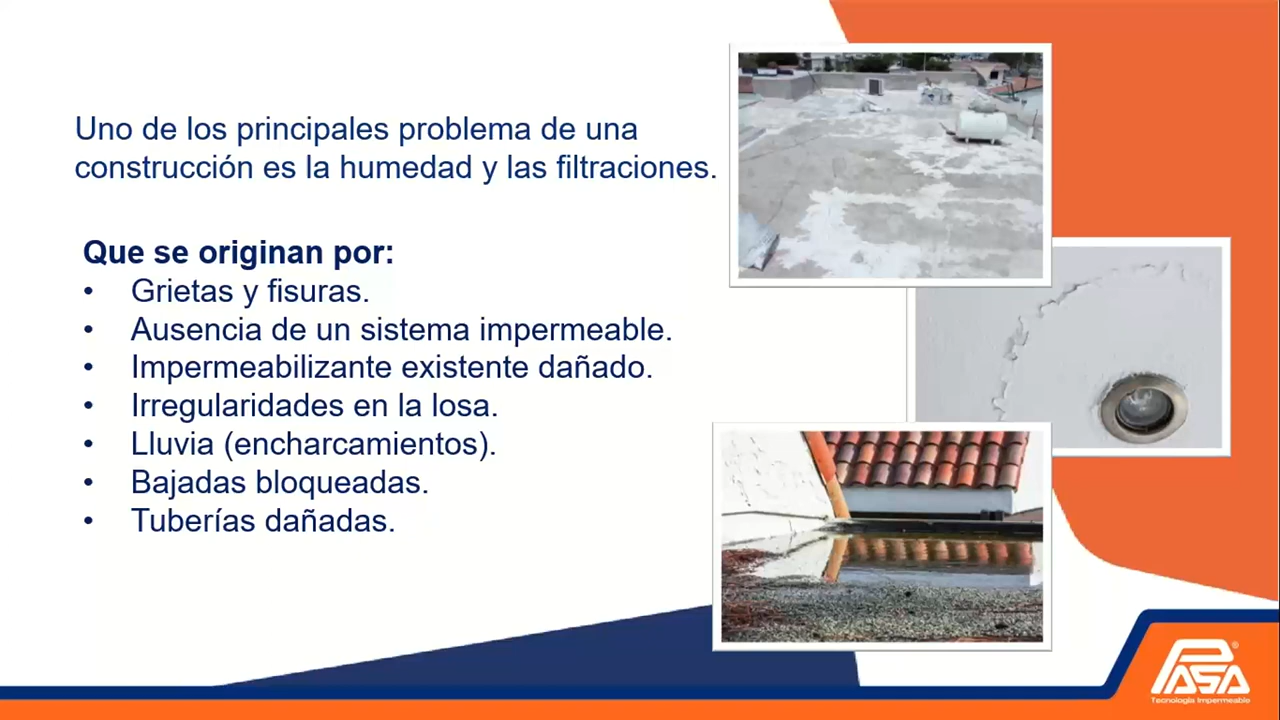 Uno de los principales problema de una
construcción es la humedad y las filtraciones.
Que se originan por:
• Grietas y fisuras.
• Ausencia de un sistema impermeable.
• Impermeabilizante existente dañado.
• Irregularidades en la losa.
• Lluvia (encharcamientos).
• Bajadas bloqueadas.
• Tuberías dañadas.
PASA®
Tecnología Impermeable